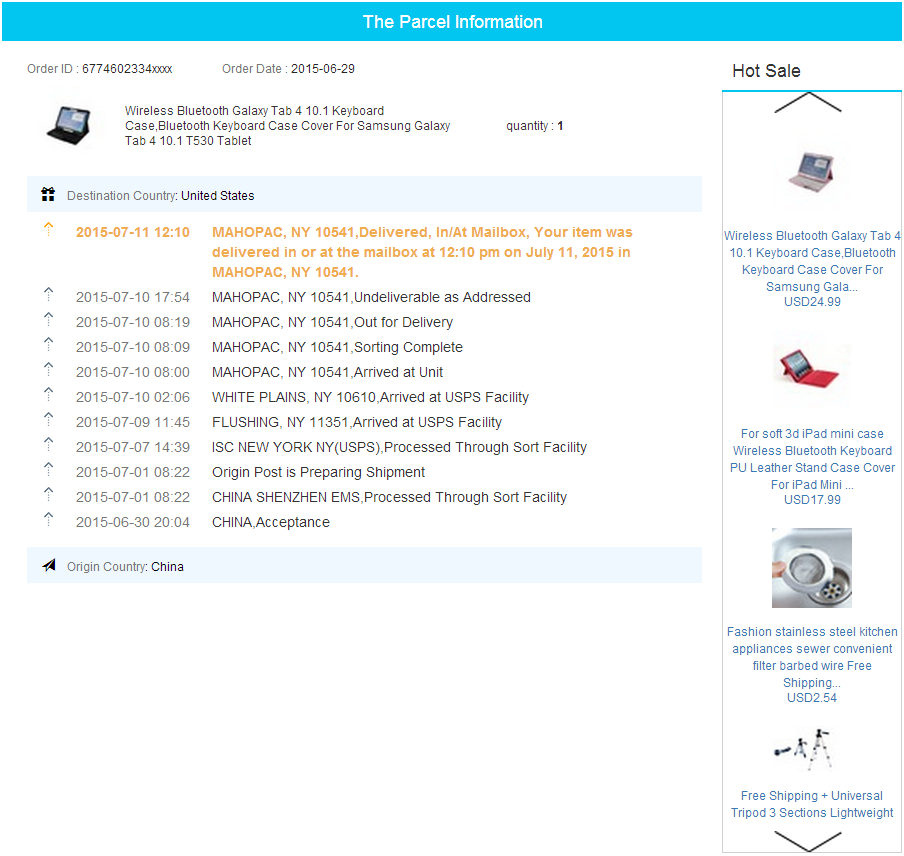 The Parcel Information
Order ID : 6774602334xxxx Order Date : 2015-06-29
Wireless Bluetooth Galaxy Tab 4 10.1 Keyboard
Case,Bluetooth Keyboard Case Cover For Samsung Galaxy
Tab 4 10.1 T530 Tablet
quantity : 1
Destination Country: United States
2015-07-11 12:10 MAHOPAC, NY 10541,Delivered, In/At Mailbox, Your item was
delivered in or at the mailbox at 12:10 pm on July 11, 2015 in
MAHOPAC, NY 10541.
2015-07-10 17:54 MAHOPAC, NY 10541,Undeliverable as Addressed
2015-07-10 08:19 MAHOPAC, NY 10541,Out for Delivery
2015-07-10 08:09 MAHOPAC, NY 10541,Sorting Complete
2015-07-10 08:00 MAHOPAC, NY 10541,Arrived at Unit
2015-07-10 02:06 WHITE PLAINS, NY 10610,Arrived at USPS Facility
2015-07-09 11:45 FLUSHING, NY 11351,Arrived at USPS Facility
2015-07-07 14:39 ISC NEW YORK NY(USPS),Processed Through Sort Facility
2015-07-01 08:22 Origin Post is Preparing Shipment
2015-07-01 08:22 CHINA SHENZHEN EMS,Processed Through Sort Facility
2015-06-30 20:04 CHINA,Acceptance
Origin Country: China
Hot Sale
Wireless Bluetooth Galaxy Tab 4
10.1 Keyboard Case,Bluetooth
Keyboard Case Cover For
Samsung Gala...
USD24.99
For soft 3d iPad mini case
Wireless Bluetooth Keyboard
PU Leather Stand Case Cover
For iPad Mini ...
USD17.99
Fashion stainless steel kitchen
appliances sewer convenient
filter barbed wire Free
Shipping...
USD2.54
Free Shipping + Universal
Tripod 3 Sections Lightweight